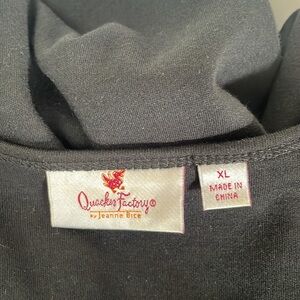 Quacker Factory®
by Jeanne Bice
XL
MADE IN
CHINA